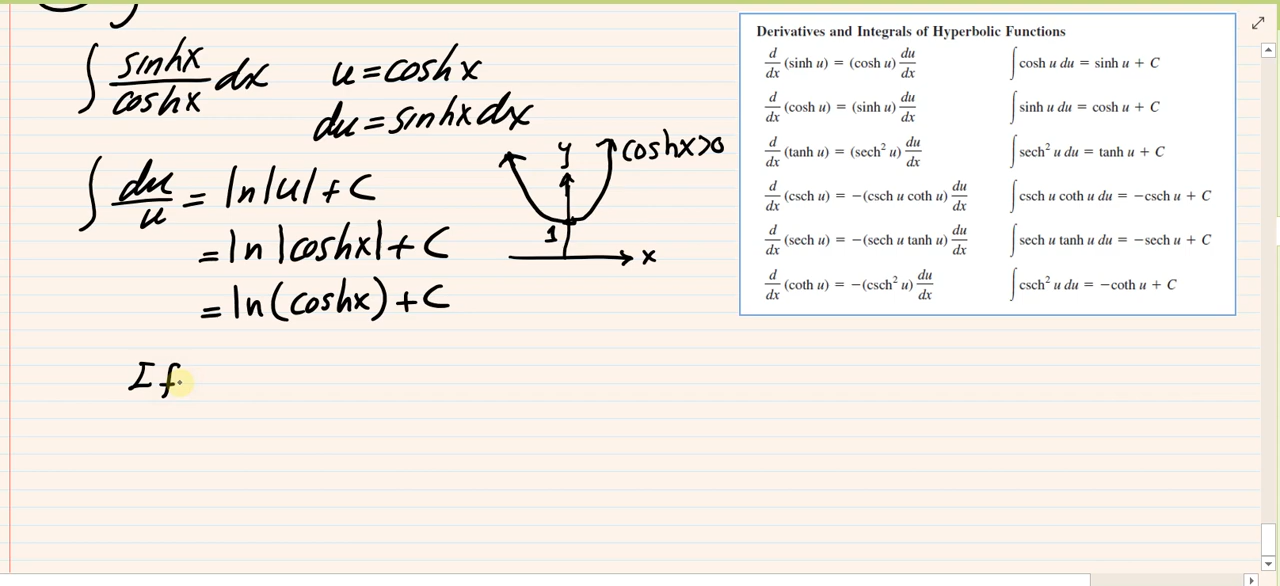 ∫ sinhx/coshx dx    u = coshx
du = sinhx dx
∫ du/u = ln|u| + C
= ln|coshx| + C
= ln(coshx) + C
If
y
coshx>0
1
x
Derivatives and Integrals of Hyperbolic Functions
d/dx (sinh u) = (cosh u) du/dx    ∫ cosh u du = sinh u + C
d/dx (cosh u) = (sinh u) du/dx    ∫ sinh u du = cosh u + C
d/dx (tanh u) = (sech² u) du/dx    ∫ sech² u du = tanh u + C
d/dx (csch u) = −(csch u coth u) du/dx    ∫ csch u coth u du = −csch u + C
d/dx (sech u) = −(sech u tanh u) du/dx    ∫ sech u tanh u du = −sech u + C
d/dx (coth u) = −(csch² u) du/dx    ∫ csch² u du = −coth u + C